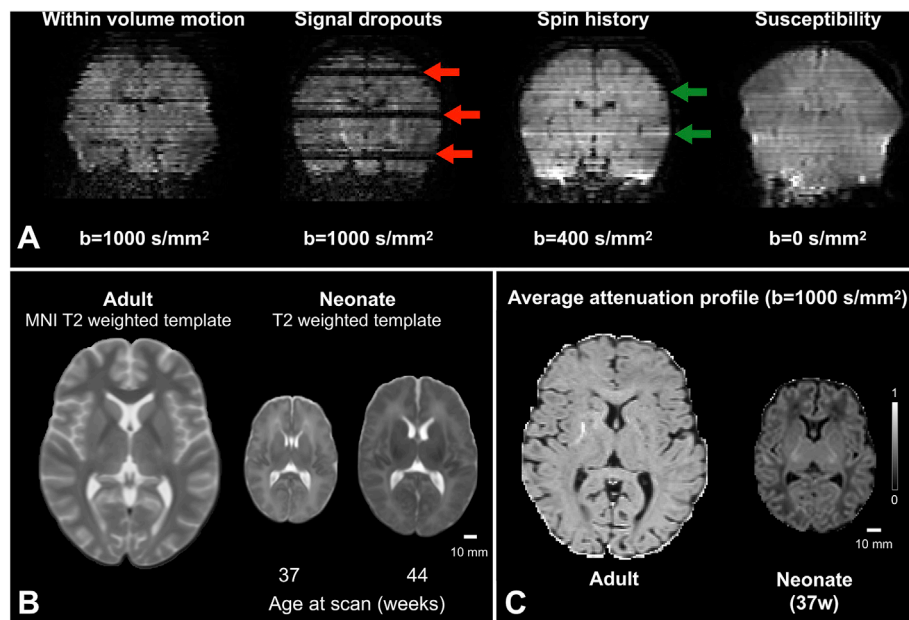 Within volume motion
Signal dropouts
Spin history
Susceptibility
b=1000 s/mm²
b=1000 s/mm²
b=400 s/mm²
b=0 s/mm²
A
Adult
MNI T2 weighted template
Neonate
T2 weighted template
10 mm
37
44
Age at scan (weeks)
B
Average attenuation profile (b=1000 s/mm²)
1
0
10 mm
Adult
Neonate
(37w)
C